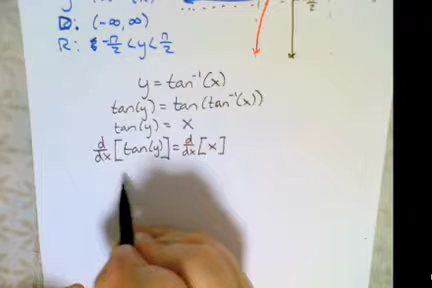 D: (-∞, ∞)
R: -π/2 < y < π/2
y = tan⁻¹(x)
tan(y) = tan(tan⁻¹(x))
tan(y) = x
d/dx [tan(y)] = d/dx [x]